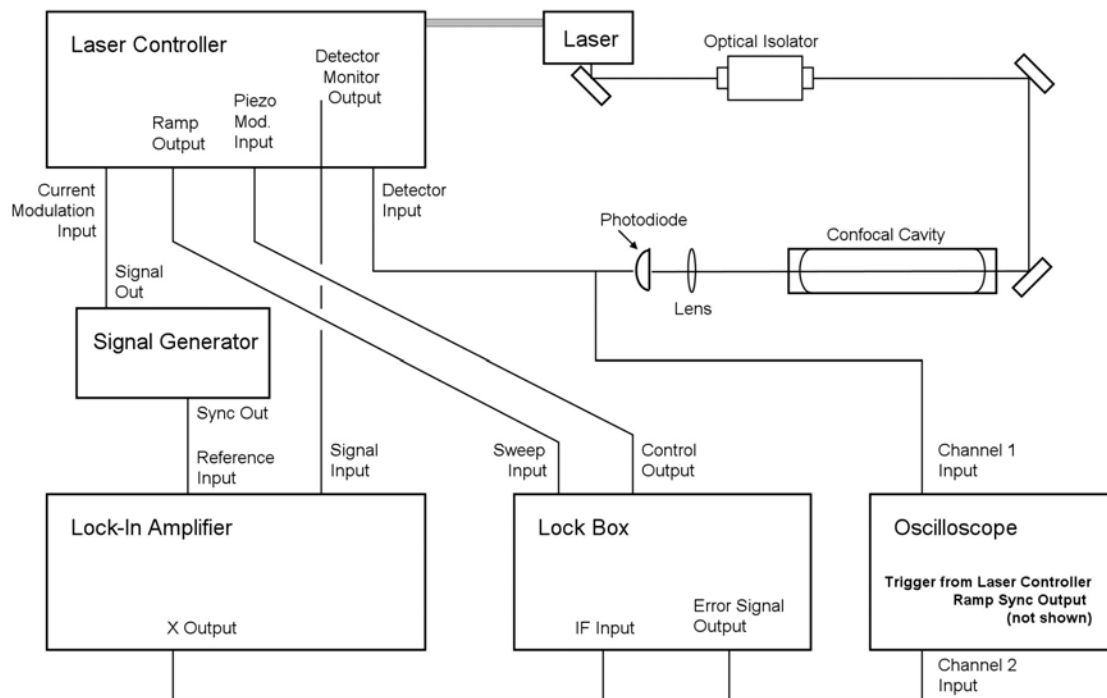 Laser Controller
Detector
Monitor
Output
Piezo
Mod.
Input
Ramp
Output
Laser
Optical Isolator
Current
Modulation
Input
Detector
Input
Photodiode
Confocal Cavity
Lens
Signal
Out
Signal Generator
Sync Out
Reference
Input
Signal
Input
Sweep
Input
Control
Output
Channel 1
Input
Lock-In Amplifier
X Output
Lock Box
IF Input
Error Signal
Output
Oscilloscope
Trigger from Laser Controller
Ramp Sync Output
(not shown)
Channel 2
Input